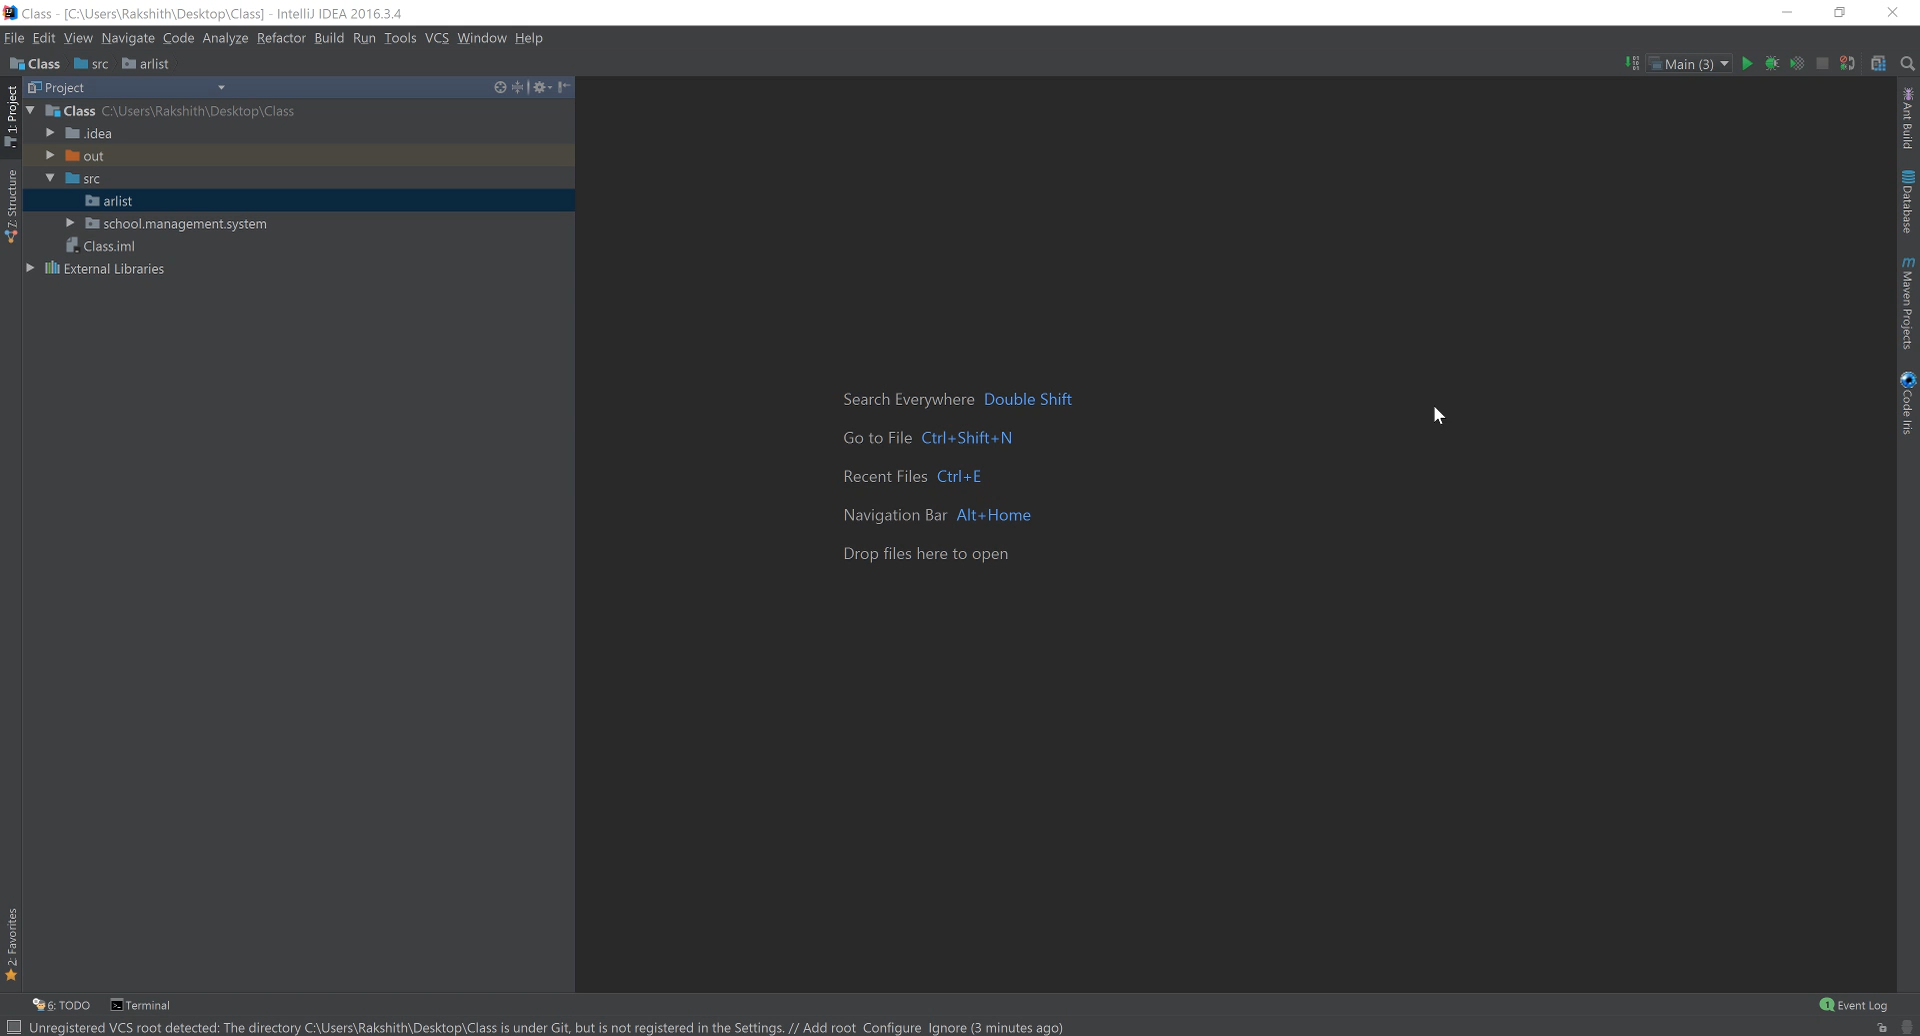 Class - [C:\Users\Rakshith\Desktop\Class] - IntelliJ IDEA 2016.3.4
File Edit View Navigate Code Analyze Refactor Build Run Tools VCS Window Help
Class src arlist Main (3)
Project
1: Project
Class C:\Users\Rakshith\Desktop\Class
.idea
out
src
arlist
school.management.system
Class.iml
External Libraries
Z: Structure
2: Favorites
Search Everywhere Double Shift
Go to File Ctrl+Shift+N
Recent Files Ctrl+E
Navigation Bar Alt+Home
Drop files here to open
Ant Build
Database
m Maven Projects
Code Iris
6: TODO Terminal 1 Event Log
Unregistered VCS root detected: The directory C:\Users\Rakshith\Desktop\Class is under Git, but is not registered in the Settings. // Add root Configure Ignore (3 minutes ago)